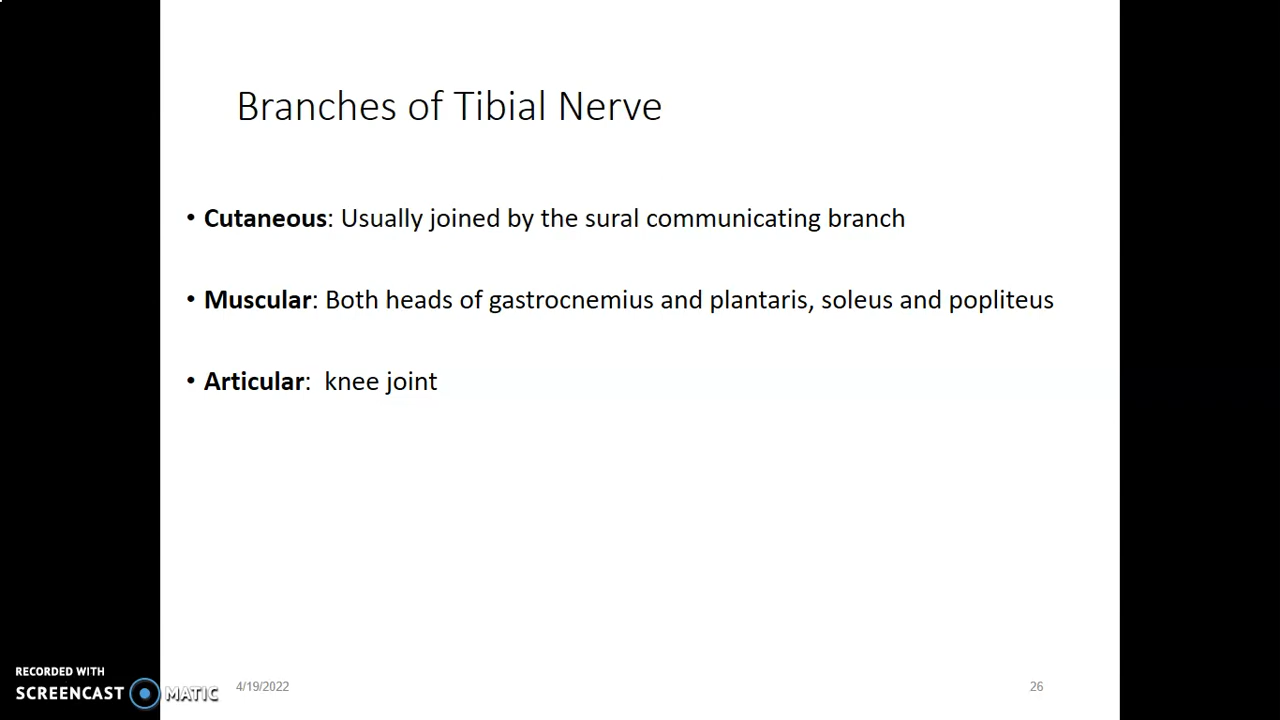 Branches of Tibial Nerve
• Cutaneous: Usually joined by the sural communicating branch
• Muscular: Both heads of gastrocnemius and plantaris, soleus and popliteus
• Articular:  knee joint
RECORDED WITH
SCREENCAST MATIC
4/19/2022
26